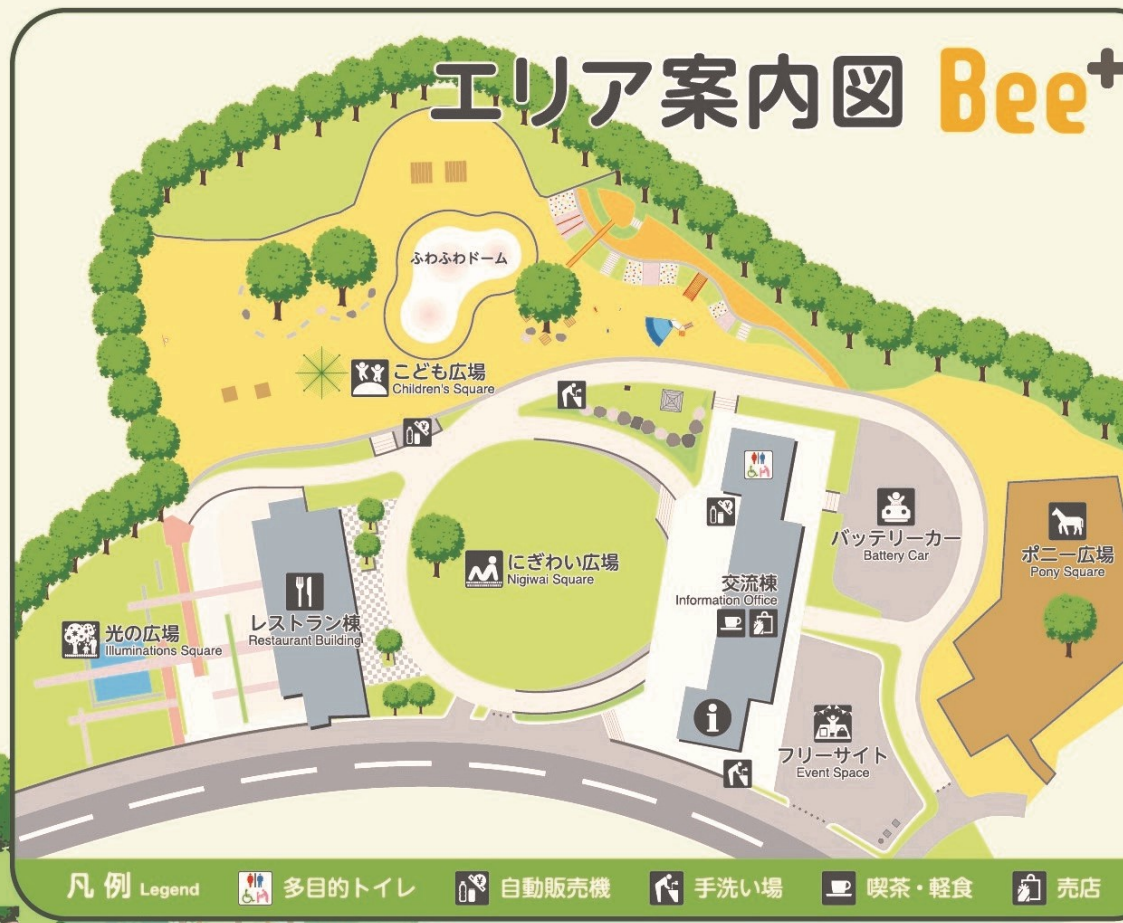 エリア案内図 Bee+
ふわふわドーム
こども広場
Children's Square
にぎわい広場
Nigiwai Square
バッテリーカー
Battery Car
ポニー広場
Pony Square
交流棟
Information Office
レストラン棟
Restaurant Building
光の広場
Illuminations Square
フリーサイト
Event Space
凡例 Legend 多目的トイレ 自動販売機 手洗い場 喫茶・軽食 売店